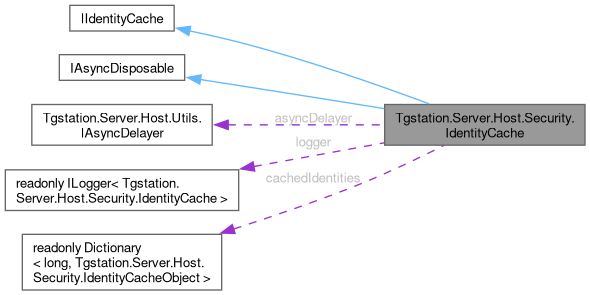 IIdentityCache
IAsyncDisposable
Tgstation.Server.Host.Utils.
IAsyncDelayer
asyncDelayer
Tgstation.Server.Host.Security.
IdentityCache
logger
readonly ILogger< Tgstation.
Server.Host.Security.IdentityCache >
cachedIdentities
readonly Dictionary
< long, Tgstation.Server.Host.
Security.IdentityCacheObject >